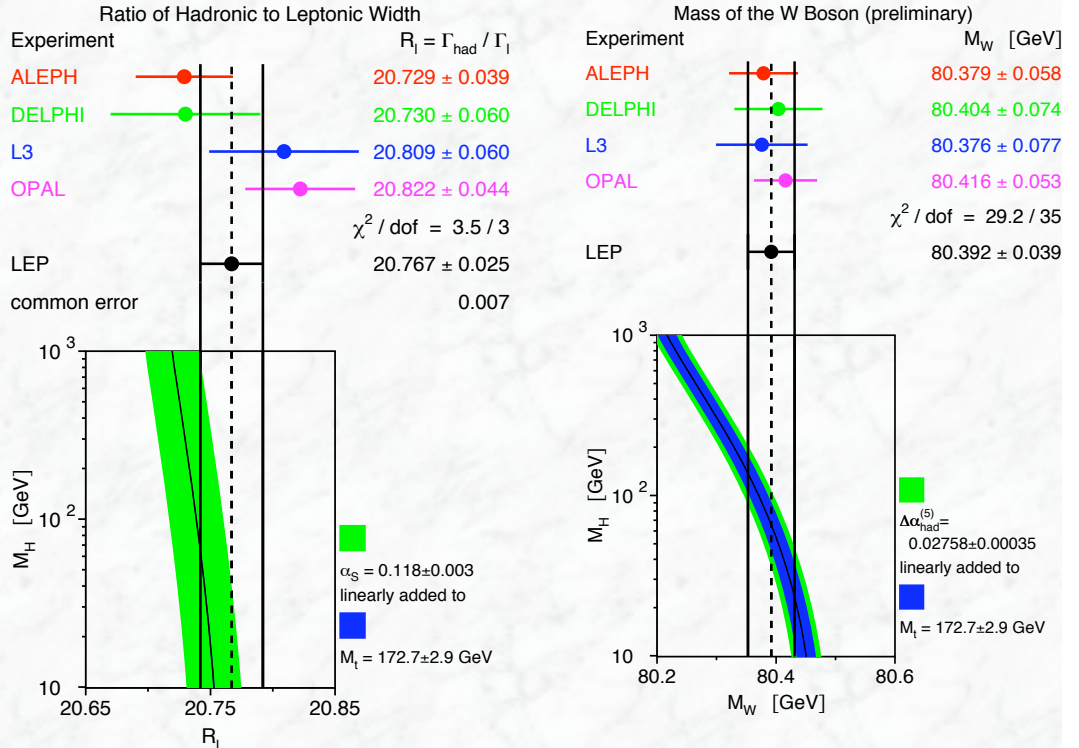 Ratio of Hadronic to Leptonic Width
Experiment R_l = Γ_had / Γ_l
ALEPH 20.729 ± 0.039
DELPHI 20.730 ± 0.060
L3 20.809 ± 0.060
OPAL 20.822 ± 0.044
χ² / dof = 3.5 / 3
LEP 20.767 ± 0.025
common error 0.007
10³
10²
10
M_H [GeV]
20.65 20.75 20.85
R_l
α_S = 0.118±0.003
linearly added to
M_t = 172.7±2.9 GeV
Mass of the W Boson (preliminary)
Experiment M_W [GeV]
ALEPH 80.379 ± 0.058
DELPHI 80.404 ± 0.074
L3 80.376 ± 0.077
OPAL 80.416 ± 0.053
χ² / dof = 29.2 / 35
LEP 80.392 ± 0.039
10³
10²
10
M_H [GeV]
80.2 80.4 80.6
M_W [GeV]
Δα_had^(5)=
0.02758±0.00035
linearly added to
M_t = 172.7±2.9 GeV